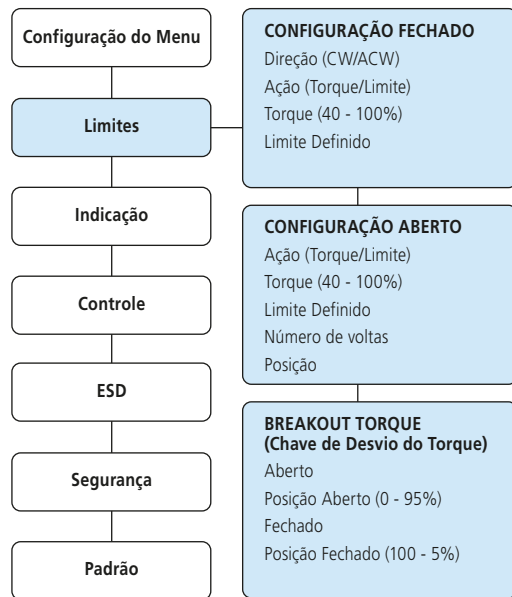 Configuração do Menu
Limites
Indicação
Controle
ESD
Segurança
Padrão
CONFIGURAÇÃO FECHADO
Direção (CW/ACW)
Ação (Torque/Limite)
Torque (40 - 100%)
Limite Definido
CONFIGURAÇÃO ABERTO
Ação (Torque/Limite)
Torque (40 - 100%)
Limite Definido
Número de voltas
Posição
BREAKOUT TORQUE
(Chave de Desvio do Torque)
Aberto
Posição Aberto (0 - 95%)
Fechado
Posição Fechado (100 - 5%)